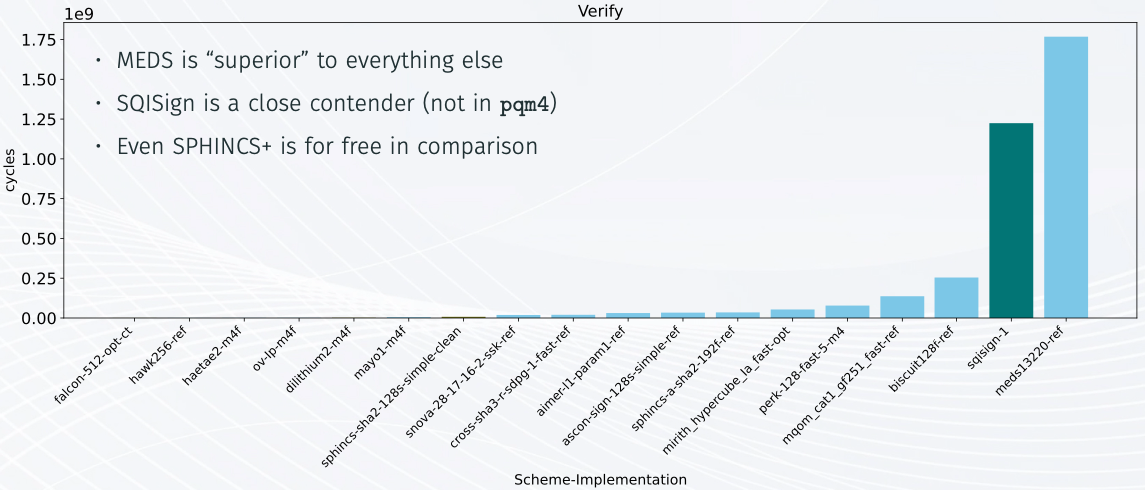 Verify
1e9
• MEDS is “superior” to everything else
• SQISign is a close contender (not in pqm4)
• Even SPHINCS+ is for free in comparison
cycles
1.75
1.50
1.25
1.00
0.75
0.50
0.25
0.00
falcon-512-opt-ct
hawk256-ref
haetae2-m4f
ov-Ip-m4f
dilithium2-m4f
mayo1-m4f
sphincs-sha2-128s-simple-clean
snova-28-17-16-2-ssk-ref
cross-sha3-r-sdpg-1-fast-ref
aimer-l1-param1-ref
ascon-sign-128s-simple-ref
sphincs-a-sha2-192f-ref
mirith_hypercube_Ia_fast-opt
perk-128-fast-5-m4
mqom_cat1_gf251_fast-ref
biscuit128f-ref
sqisign-1
meds13220-ref
Scheme-Implementation